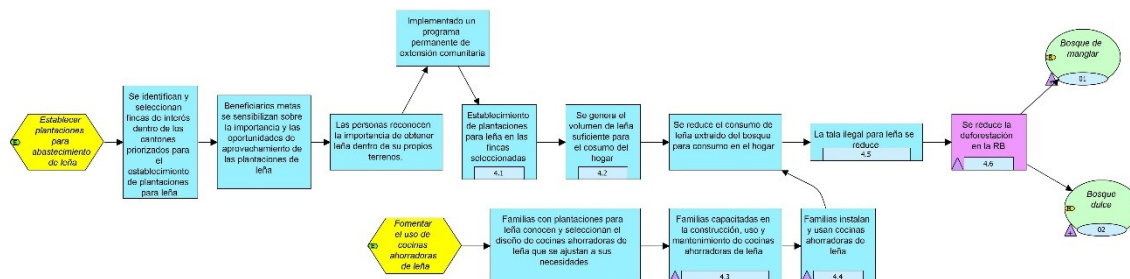 Establecer
plantaciones
para
abastecimiento
de leña
Se identifican y
seleccionan
fincas de interés
dentro de los
cantones
priorizados para
el
establecimiento
de plantaciones
para leña
Beneficiarios metas se
sensibilizan sobre
la importancia y las
oportunidades de
aprovechamiento de
las plantaciones de
leña
Las personas reconocen
la importancia de obtener
leña dentro de su propios
terrenos.
Implementado un
programa
permanente de
extensión comunitaria
Establecimiento de
plantaciones para
leña en las
fincas
seleccionadas
4.1
Se genera el
volumen de leña
suficiente para
el cosumo del
hogar
4.2
Se reduce el consumo de
leña extraido del bosque
para consumo en el hogar
La tala ilegal para leña se
reduce
4.5
Se reduce la
deforestación
en la RB
4.6
Bosque de
manglar
01
Bosque
dulce
02
Fomentar
el uso de
cocinas
ahorradoras
de leña
Familias con plantaciones para
leña conocen y seleccionan el
diseño de cocinas ahorradoras de
leña que se ajustan a sus
necesidades
Familias capacitadas en
la construcción, uso y
mantenimiento de cocinas
ahorradoras de leña
4.3
Familias instalan
y usan cocinas
ahorradoras de
leña
4.4